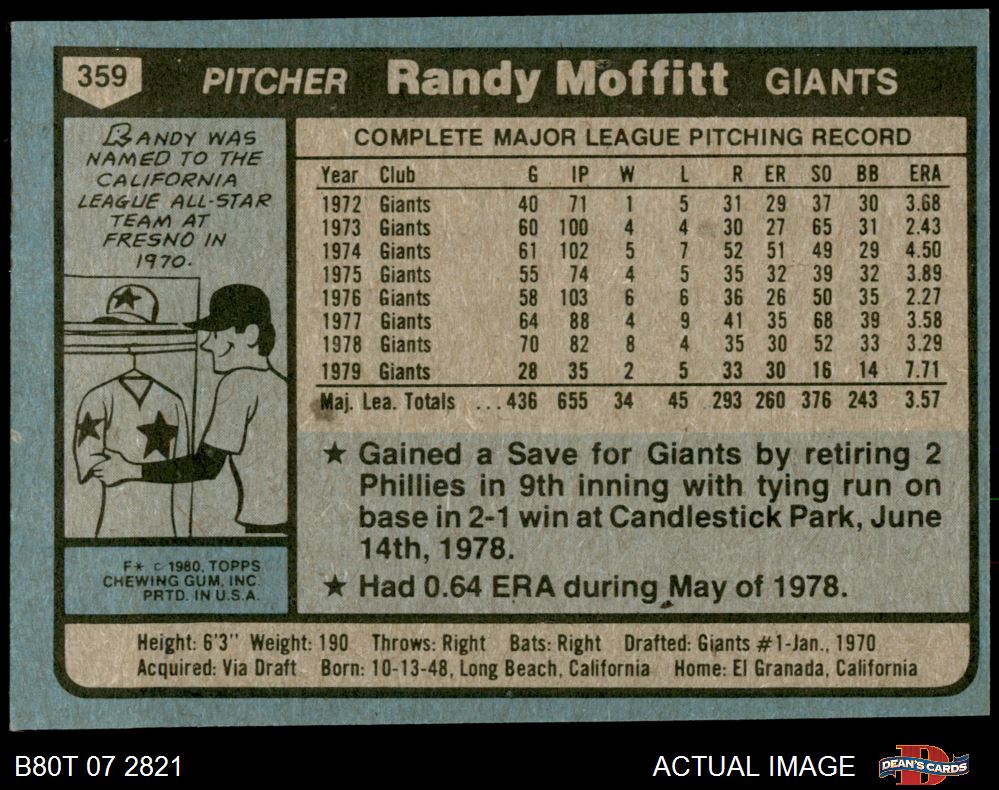 359 PITCHER Randy Moffitt GIANTS
RANDY WAS
NAMED TO THE
CALIFORNIA
LEAGUE ALL-STAR
TEAM AT
FRESNO IN
1970.
COMPLETE MAJOR LEAGUE PITCHING RECORD
Year Club G IP W L R ER SO BB ERA
1972 Giants 40 71 1 5 31 29 37 30 3.68
1973 Giants 60 100 4 4 30 27 65 31 2.43
1974 Giants 61 102 5 7 52 51 49 29 4.50
1975 Giants 55 74 4 5 35 32 39 32 3.89
1976 Giants 58 103 6 6 36 26 50 35 2.27
1977 Giants 64 88 4 9 41 35 68 39 3.58
1978 Giants 70 82 8 4 35 30 52 33 3.29
1979 Giants 28 35 2 5 33 30 16 14 7.71
Maj. Lea. Totals ...436 655 34 45 293 260 376 243 3.57
★ Gained a Save for Giants by retiring 2
Phillies in 9th inning with tying run on
base in 2-1 win at Candlestick Park, June
14th, 1978.
★ Had 0.64 ERA during May of 1978.
F* © 1980, TOPPS
CHEWING GUM, INC.
PRTD. IN U.S.A.
Height: 6'3" Weight: 190 Throws: Right Bats: Right Drafted: Giants #1-Jan., 1970
Acquired: Via Draft Born: 10-13-48, Long Beach, California Home: El Granada, California
B80T 07 2821 ACTUAL IMAGE D DEAN'S CARDS